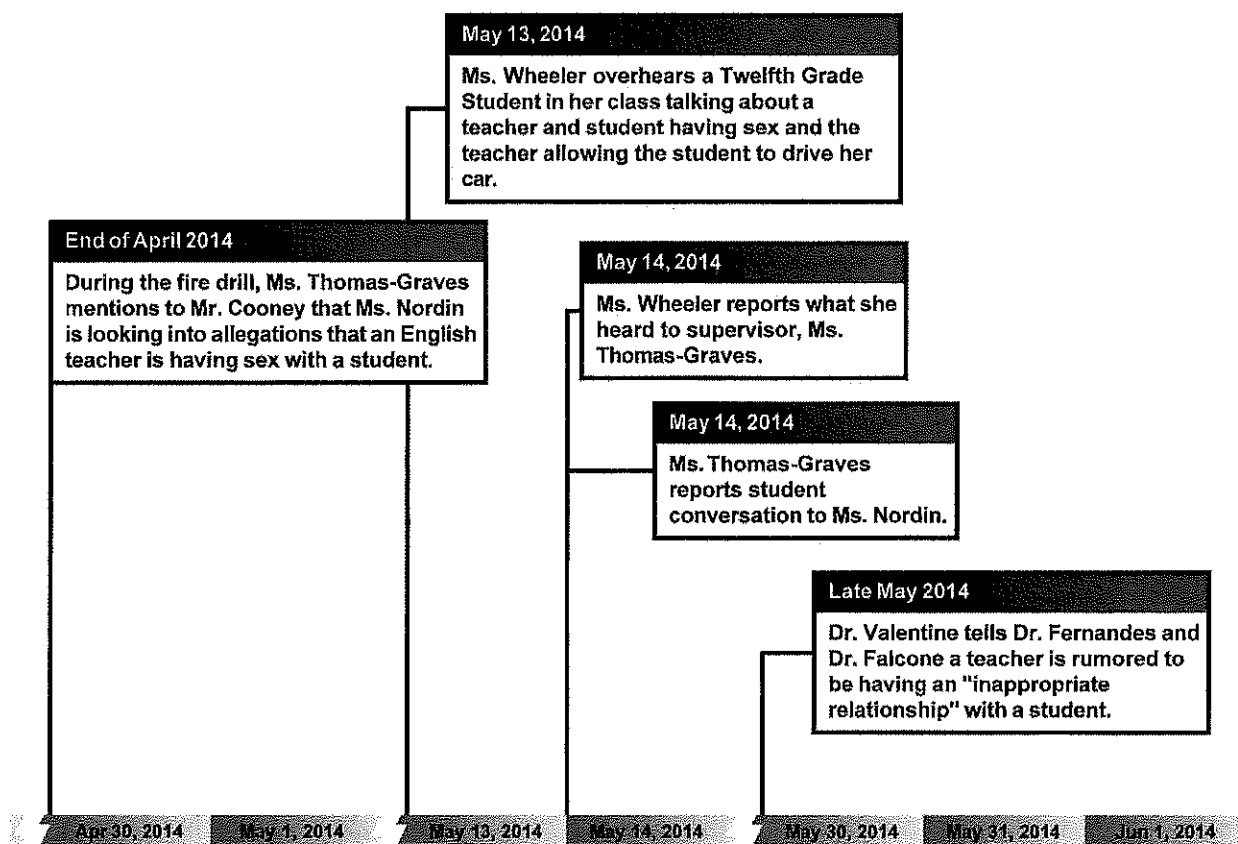 May 13, 2014
Ms. Wheeler overhears a Twelfth Grade
Student in her class talking about a
teacher and student having sex and the
teacher allowing the student to drive her
car.
End of April 2014
During the fire drill, Ms. Thomas-Graves
mentions to Mr. Cooney that Ms. Nordin
is looking into allegations that an English
teacher is having sex with a student.
May 14, 2014
Ms. Wheeler reports what she
heard to supervisor, Ms.
Thomas-Graves.
May 14, 2014
Ms. Thomas-Graves
reports student
conversation to Ms. Nordin.
Late May 2014
Dr. Valentine tells Dr. Fernandes and
Dr. Falcone a teacher is rumored to
be having an "inappropriate
relationship" with a student.
Apr 30, 2014 May 1, 2014 May 13, 2014 May 14, 2014 May 30, 2014 May 31, 2014 Jun 1, 2014